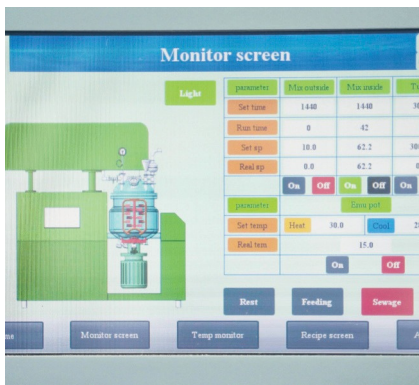 Monitor screen
Light
parameter Mix outside Mix inside
Set time 1440 1440
Run time 0 42
Set sp. 10.0 62.2
Real sp. 0.0 62.2
On Off On Off On
parameter Emu pot
Set temp Heat 30.0 Cool
Real tem 15.0
On Off
Rest Feeding Sewage
Monitor screen Temp monitor Recipe screen